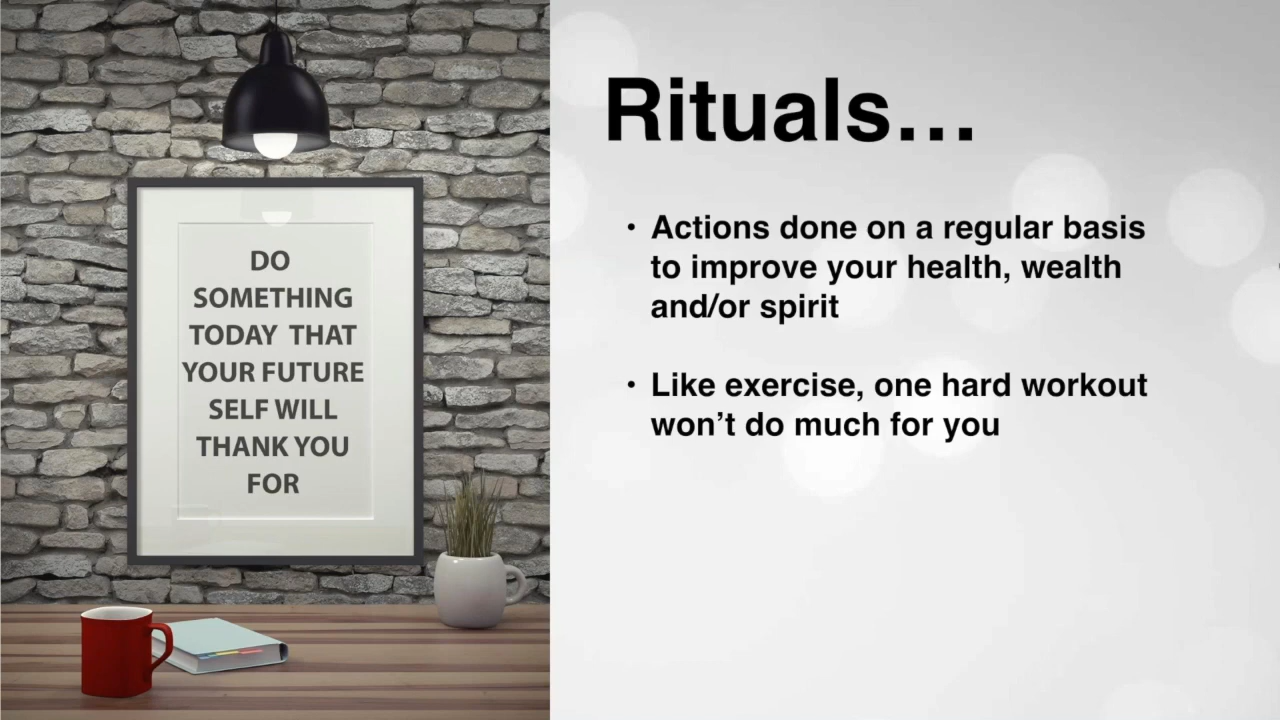 DO
SOMETHING
TODAY THAT
YOUR FUTURE
SELF WILL
THANK YOU
FOR
Rituals...
• Actions done on a regular basis
to improve your health, wealth
and/or spirit
• Like exercise, one hard workout
won’t do much for you